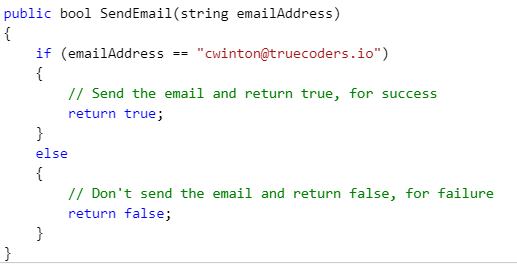 public bool SendEmail(string emailAddress)
{
    if (emailAddress == "cwinton@truecoders.io")
    {
        // Send the email and return true, for success
        return true;
    }
    else
    {
        // Don't send the email and return false, for failure
        return false;
    }
}